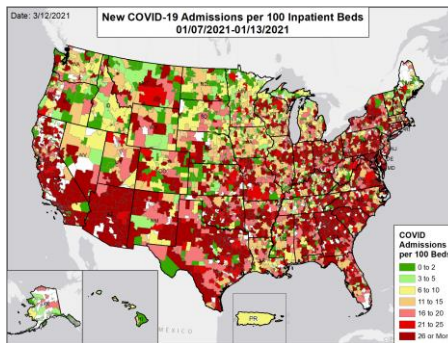 Date: 3/12/2021
New COVID-19 Admissions per 100 Inpatient Beds
01/07/2021-01/13/2021
COVID
Admissions
per 100 Beds
0 to 2
3 to 5
6 to 10
11 to 15
16 to 20
21 to 25
26 or Mor
PR
MÉXICO